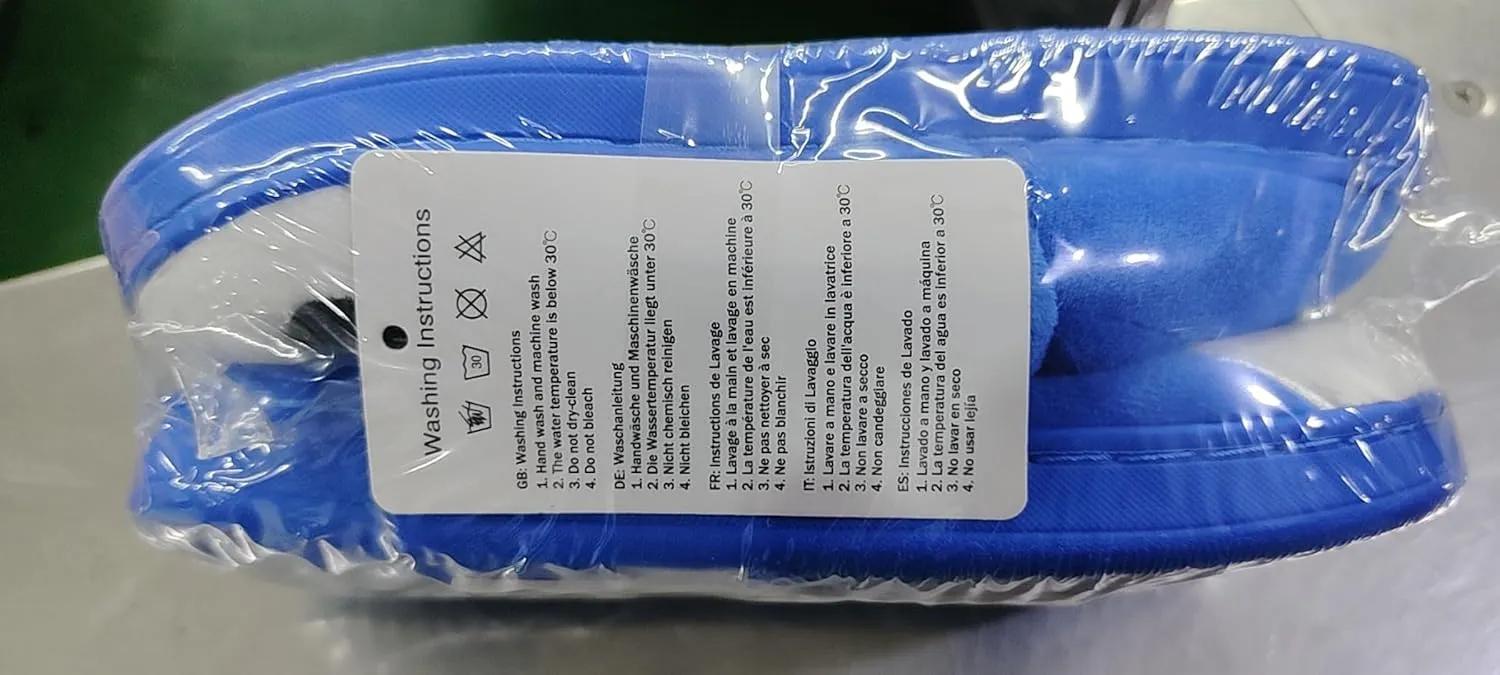 Washing Instructions
30
GB: Washing Instructions
1. Hand wash and machine wash
2. The water temperature is below 30℃
3. Do not dry-clean
4. Do not bleach
DE: Waschanleitung
1. Handwäsche und Maschinenwäsche
2. Die Wassertemperatur liegt unter 30℃
3. Nicht chemisch reinigen
4. Nicht bleichen
FR: Instructions de Lavage
1. Lavage à la main et lavage en machine
2. La température de l'eau est inférieure à 30℃
3. Ne pas nettoyer à sec
4. Ne pas blanchir
IT: Istruzioni di Lavaggio
1. Lavare a mano e lavare in lavatrice
2. La temperatura dell'acqua è inferiore a 30℃
3. Non lavare a secco
4. Non candeggiare
ES: Instrucciones de Lavado
1. Lavado a mano y lavado a máquina
2. La temperatura del agua es inferior a 30℃
3. No lavar en seco
4. No usar lejía